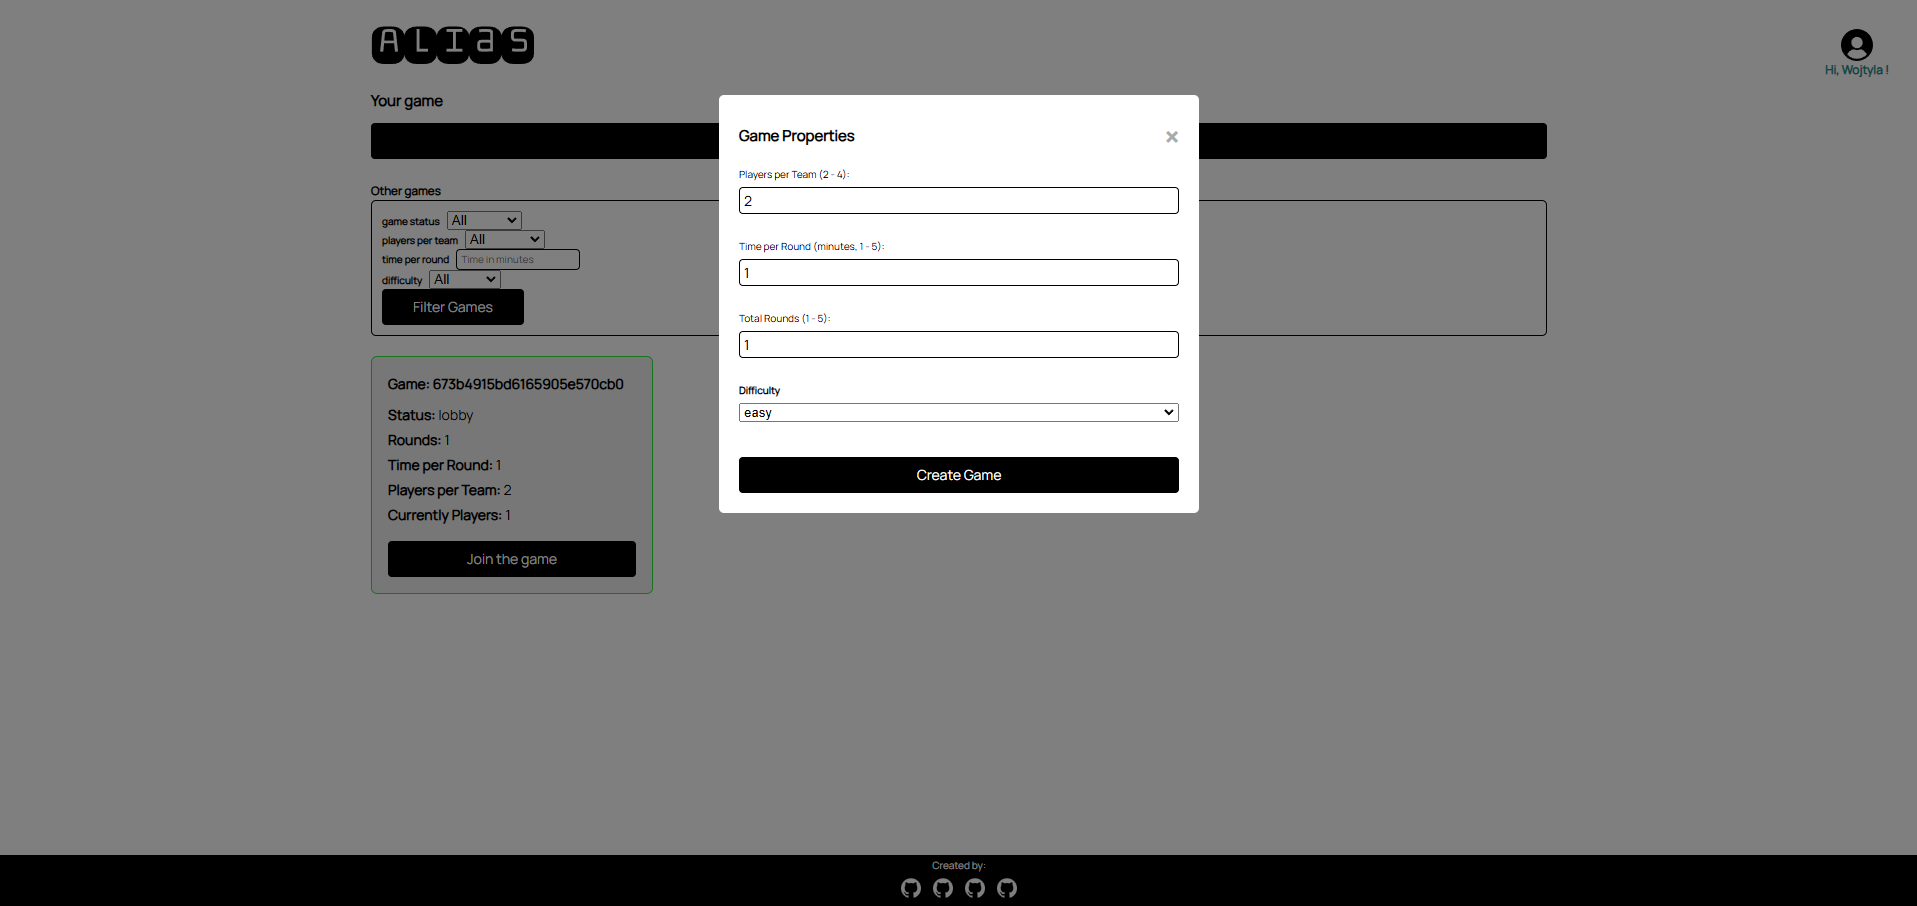 ALIaS
Hi, Wojtyla !
Your game
Other games
game status All
players per team All
time per round Time in minutes
difficulty All
Filter Games
Game: 673b4915bd6165905e570cb0
Status: lobby
Rounds: 1
Time per Round: 1
Players per Team: 2
Currently Players: 1
Join the game
Game Properties ×
Players per Team (2 - 4):
2
Time per Round (minutes, 1 - 5):
1
Total Rounds (1 - 5):
1
Difficulty
easy
Create Game
Created by: